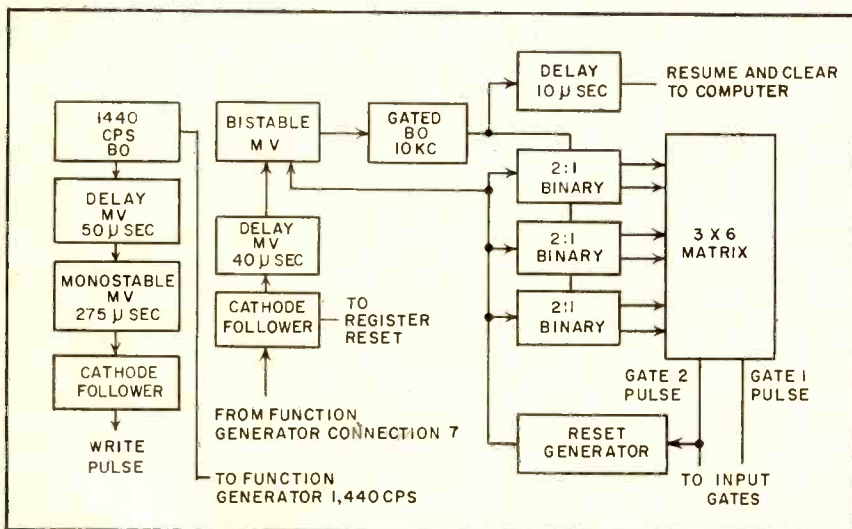 1440
CPS
BO
DELAY
MV
50 μ SEC
MONOSTABLE
MV
275 μ SEC
CATHODE
FOLLOWER
WRITE
PULSE
BISTABLE
MV
GATED
BO
10 KC
DELAY
MV
40 μ SEC
CATHODE
FOLLOWER
TO
REGISTER
RESET
FROM FUNCTION
GENERATOR CONNECTION 7
TO FUNCTION
GENERATOR 1,440 CPS
DELAY
10 μ SEC
RESUME AND CLEAR
TO COMPUTER
2:1
BINARY
2:1
BINARY
2:1
BINARY
3 X 6
MATRIX
GATE 2
PULSE
GATE 1
PULSE
RESET
GENERATOR
TO INPUT
GATES